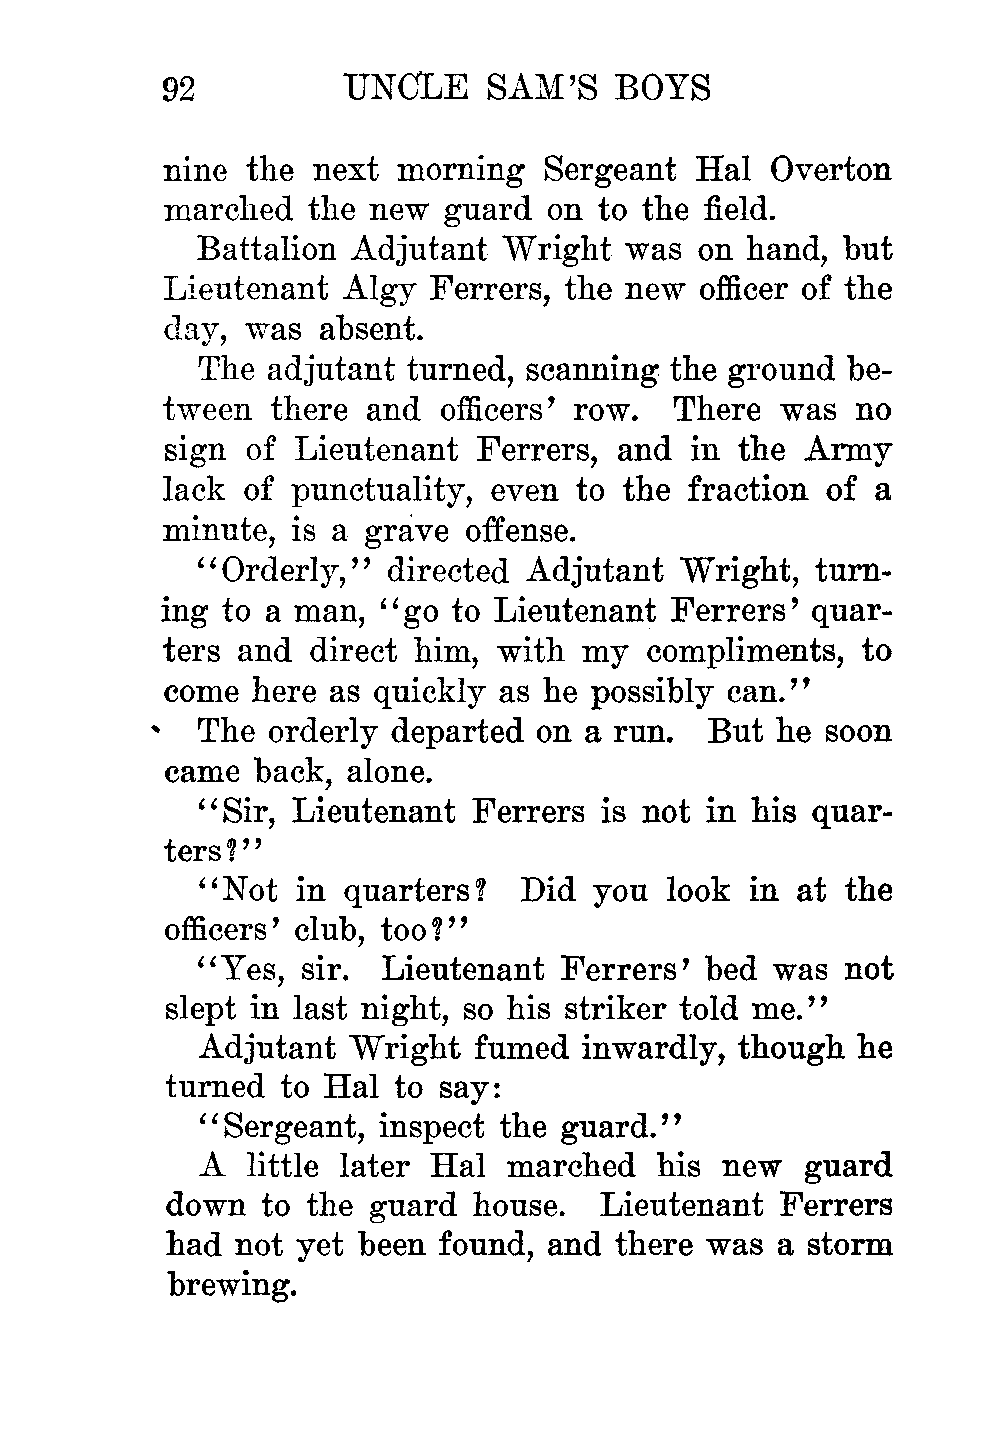 92 UNCLE SAM'S BOYS
nine the next morning Sergeant Hal Overton
marched the new guard on to the field.
Battalion Adjutant Wright was on hand, but
Lieutenant Algy Ferrers, the new officer of the
day, was absent.
The adjutant turned, scanning the ground be-
tween there and officers' row. There was no
sign of Lieutenant Ferrers, and in the Army
lack of punctuality, even to the fraction of a
minute, is a grave offense.
"Orderly," directed Adjutant Wright, turn-
ing to a man, "go to Lieutenant Ferrers' quar-
ters and direct him, with my compliments, to
come here as quickly as he possibly can."
The orderly departed on a run. But he soon
came back, alone.
"Sir, Lieutenant Ferrers is not in his quar-
ters?"
"Not in quarters? Did you look in at the
officers' club, too?"
"Yes, sir. Lieutenant Ferrers' bed was not
slept in last night, so his striker told me."
Adjutant Wright fumed inwardly, though he
turned to Hal to say:
"Sergeant, inspect the guard."
A little later Hal marched his new guard
down to the guard house. Lieutenant Ferrers
had not yet been found, and there was a storm
brewing.